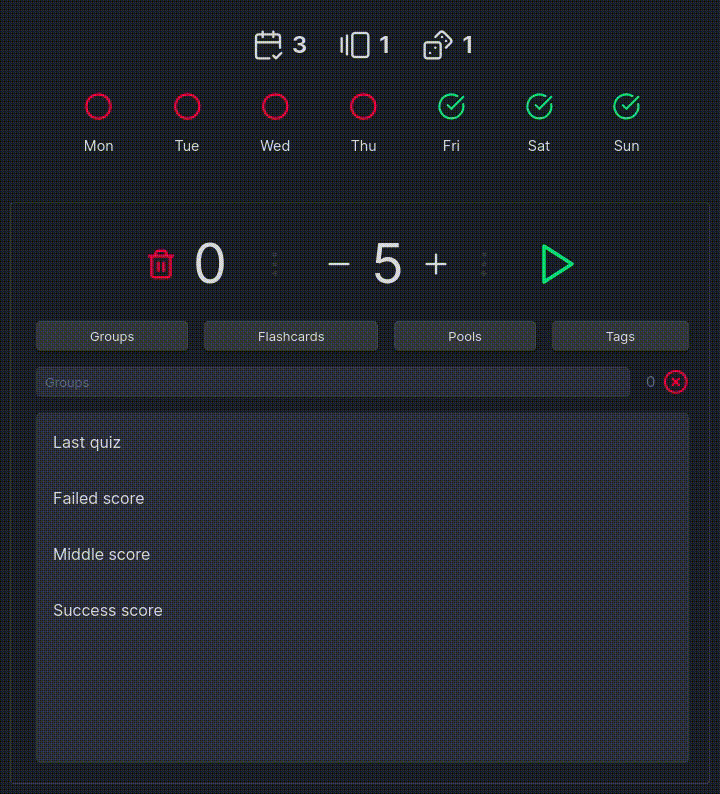 3 1 1
Mon Tue Wed Thu Fri Sat Sun
0 5
Groups Flashcards Pools Tags
Groups 0
Last quiz
Failed score
Middle score
Success score